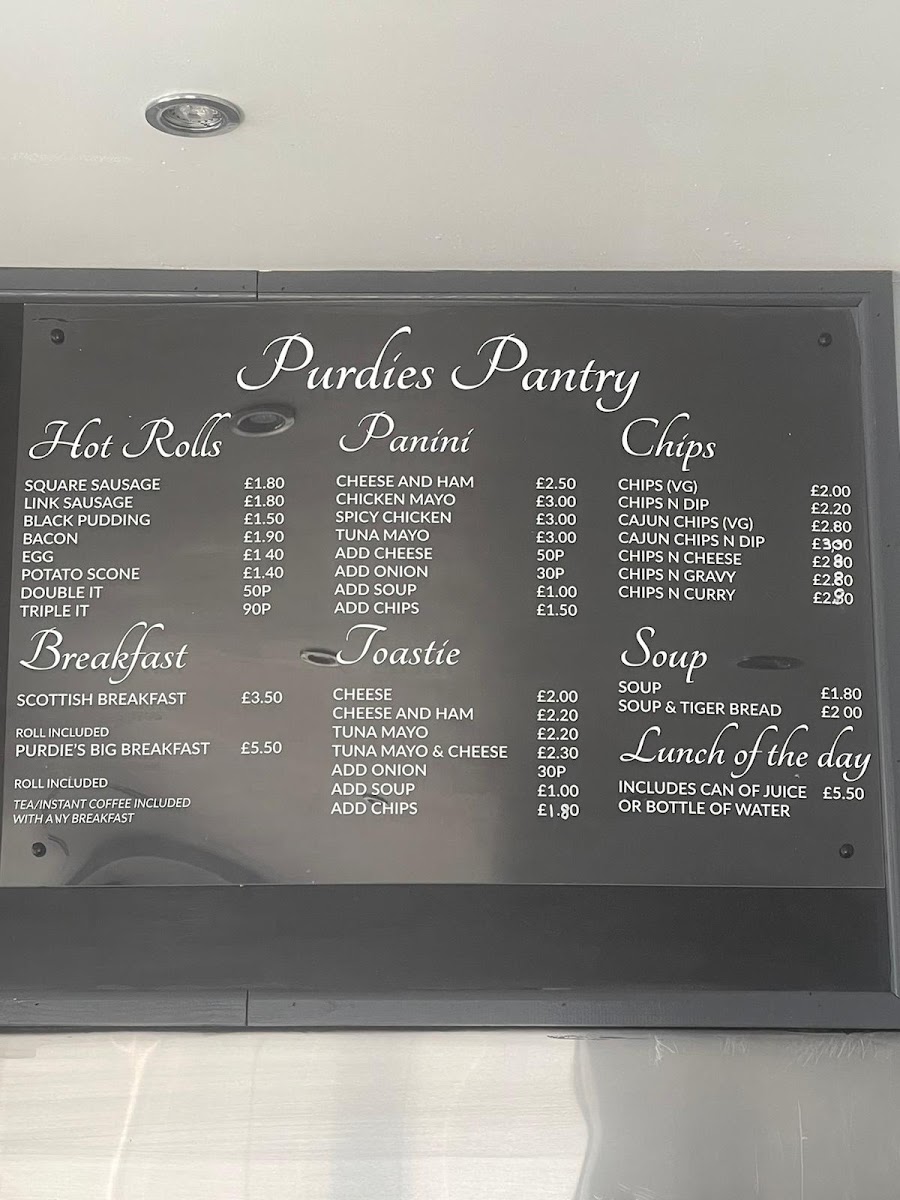 Purdies Pantry
Hot Rolls
SQUARE SAUSAGE £1.80
LINK SAUSAGE £1.80
BLACK PUDDING £1.50
BACON £1.90
EGG £1 40
POTATO SCONE £1.40
DOUBLE IT 50P
TRIPLE IT 90P
Breakfast
SCOTTISH BREAKFAST £3.50
ROLL INCLUDED
PURDIE'S BIG BREAKFAST £5.50
ROLL INCLUDED
TEA/INSTANT COFFEE INCLUDED
WITH ANY BREAKFAST
Panini
CHEESE AND HAM £2.50
CHICKEN MAYO £3.00
SPICY CHICKEN £3.00
TUNA MAYO £3.00
ADD CHEESE 50P
ADD ONION 30P
ADD SOUP £1.00
ADD CHIPS £1.50
Toastie
CHEESE £2.00
CHEESE AND HAM £2.20
TUNA MAYO £2.20
TUNA MAYO & CHEESE £2.30
ADD ONION 30P
ADD SOUP £1.00
ADD CHIPS £1.80
Chips
CHIPS (VG) £2.00
CHIPS N DIP £2.20
CAJUN CHIPS (VG) £2.80
CAJUN CHIPS N DIP
CHIPS N CHEESE £2 80
CHIPS N GRAVY £2.80
CHIPS N CURRY £2.80
Soup
SOUP £1.80
SOUP & TIGER BREAD £2 00
Lunch of the day
INCLUDES CAN OF JUICE £5.50
OR BOTTLE OF WATER